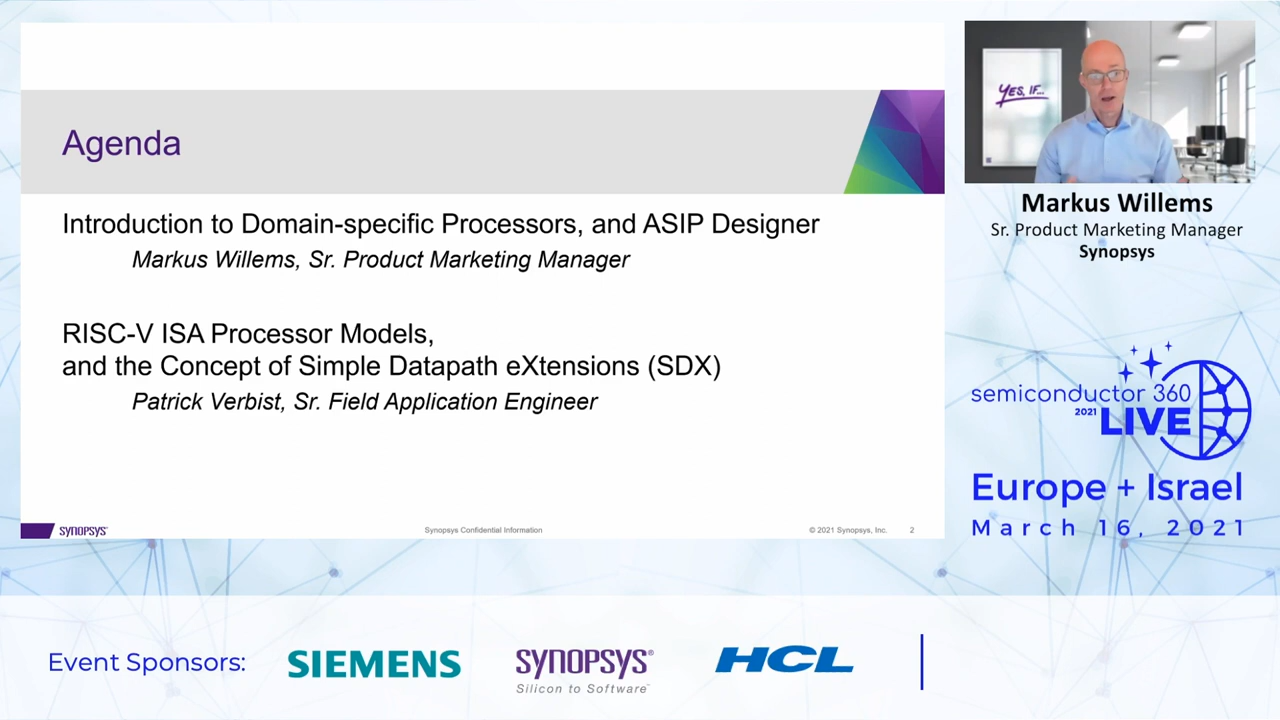 Agenda
Introduction to Domain-specific Processors, and ASIP Designer
Markus Willems, Sr. Product Marketing Manager
RISC-V ISA Processor Models,
and the Concept of Simple Datapath eXtensions (SDX)
Patrick Verbist, Sr. Field Application Engineer
SYNOPSYS®
Synopsys Confidential Information
© 2021 Synopsys, Inc.
2
YES, IF...
Markus Willems
Sr. Product Marketing Manager
Synopsys
semiconductor 360
2021 LIVE
Europe + Israel
March 16, 2021
Event Sponsors:
SIEMENS
SYNOPSYS®
Silicon to Software™
HCL